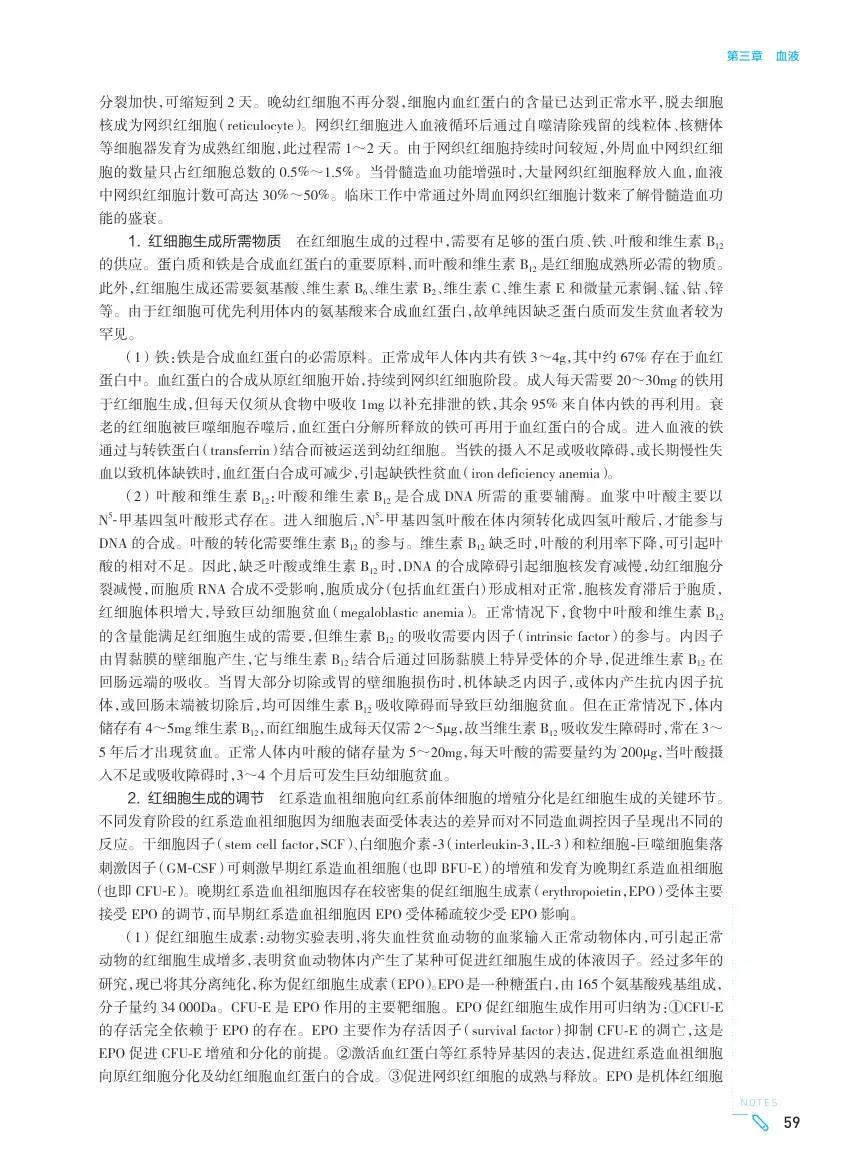 第三章 血液
分裂加快,可缩短到 2 天。晚幼红细胞不再分裂,细胞内血红蛋白的含量已达到正常水平,脱去细胞
核成为网织红细胞(reticulocyte)。网织红细胞进入血液循环后通过自噬清除残留的线粒体、核糖体
等细胞器发育为成熟红细胞,此过程需 1～2 天。由于网织红细胞持续时间较短,外周血中网织红细
胞的数量只占红细胞总数的 0.5%～1.5%。当骨髓造血功能增强时,大量网织红细胞释放入血,血液
中网织红细胞计数可高达 30%～50%。临床工作中常通过外周血网织红细胞计数来了解骨髓造血功
能的盛衰。
1. 红细胞生成所需物质 在红细胞生成的过程中,需要有足够的蛋白质、铁、叶酸和维生素 B₁₂
的供应。蛋白质和铁是合成血红蛋白的重要原料,而叶酸和维生素 B₁₂ 是红细胞成熟所必需的物质。
此外,红细胞生成还需要氨基酸、维生素 B₆、维生素 B₂、维生素 C、维生素 E 和微量元素铜、锰、钴、锌
等。由于红细胞可优先利用体内的氨基酸来合成血红蛋白,故单纯因缺乏蛋白质而发生贫血者较为
罕见。
(1)铁:铁是合成血红蛋白的必需原料。正常成年人体内共有铁 3～4g,其中约 67% 存在于血红
蛋白中。血红蛋白的合成从原红细胞开始,持续到网织红细胞阶段。成人每天需要 20～30mg 的铁用
于红细胞生成,但每天仅须从食物中吸收 1mg 以补充排泄的铁,其余 95% 来自体内铁的再利用。衰
老的红细胞被巨噬细胞吞噬后,血红蛋白分解所释放的铁可再用于血红蛋白的合成。进入血液的铁
通过与转铁蛋白(transferrin)结合而被运送到幼红细胞。当铁的摄入不足或吸收障碍,或长期慢性失
血以致机体缺铁时,血红蛋白合成可减少,引起缺铁性贫血(iron deficiency anemia)。
(2)叶酸和维生素 B₁₂:叶酸和维生素 B₁₂ 是合成 DNA 所需的重要辅酶。血浆中叶酸主要以
N⁵-甲基四氢叶酸形式存在。进入细胞后,N⁵-甲基四氢叶酸在体内须转化成四氢叶酸后,才能参与
DNA 的合成。叶酸的转化需要维生素 B₁₂ 的参与。维生素 B₁₂ 缺乏时,叶酸的利用率下降,可引起叶
酸的相对不足。因此,缺乏叶酸或维生素 B₁₂ 时,DNA 的合成障碍引起细胞核发育减慢,幼红细胞分
裂减慢,而胞质 RNA 合成不受影响,胞质成分(包括血红蛋白)形成相对正常,胞核发育滞后于胞质,
红细胞体积增大,导致巨幼细胞贫血(megaloblastic anemia)。正常情况下,食物中叶酸和维生素 B₁₂
的含量能满足红细胞生成的需要,但维生素 B₁₂ 的吸收需要内因子(intrinsic factor)的参与。内因子
由胃黏膜的壁细胞产生,它与维生素 B₁₂ 结合后通过回肠黏膜上特异受体的介导,促进维生素 B₁₂ 在
回肠远端的吸收。当胃大部分切除或胃的壁细胞损伤时,机体缺乏内因子,或体内产生抗内因子抗
体,或回肠末端被切除后,均可因维生素 B₁₂ 吸收障碍而导致巨幼细胞贫血。但在正常情况下,体内
储存有 4～5mg 维生素 B₁₂,而红细胞生成每天仅需 2～5μg,故当维生素 B₁₂ 吸收发生障碍时,常在 3～
5 年后才出现贫血。正常人体内叶酸的储存量为 5～20mg,每天叶酸的需要量约为 200μg,当叶酸摄
入不足或吸收障碍时,3～4 个月后可发生巨幼细胞贫血。
2. 红细胞生成的调节 红系造血祖细胞向红系前体细胞的增殖分化是红细胞生成的关键环节。
不同发育阶段的红系造血祖细胞因为细胞表面受体表达的差异而对不同造血调控因子呈现出不同的
反应。干细胞因子(stem cell factor,SCF)、白细胞介素-3(interleukin-3,IL-3)和粒细胞-巨噬细胞集落
刺激因子(GM-CSF)可刺激早期红系造血祖细胞(也即 BFU-E)的增殖和发育为晚期红系造血祖细胞
(也即 CFU-E)。晚期红系造血祖细胞因存在较密集的促红细胞生成素(erythropoietin,EPO)受体主要
接受 EPO 的调节,而早期红系造血祖细胞因 EPO 受体稀疏较少受 EPO 影响。
(1)促红细胞生成素:动物实验表明,将失血性贫血动物的血浆输入正常动物体内,可引起正常
动物的红细胞生成增多,表明贫血动物体内产生了某种可促进红细胞生成的体液因子。经过多年的
研究,现已将其分离纯化,称为促红细胞生成素(EPO)。EPO 是一种糖蛋白,由 165 个氨基酸残基组成,
分子量约 34 000Da。CFU-E 是 EPO 作用的主要靶细胞。EPO 促红细胞生成作用可归纳为:①CFU-E
的存活完全依赖于 EPO 的存在。EPO 主要作为存活因子(survival factor)抑制 CFU-E 的凋亡,这是
EPO 促进 CFU-E 增殖和分化的前提。②激活血红蛋白等红系特异基因的表达,促进红系造血祖细胞
向原红细胞分化及幼红细胞血红蛋白的合成。③促进网织红细胞的成熟与释放。EPO 是机体红细胞
NOTES
59